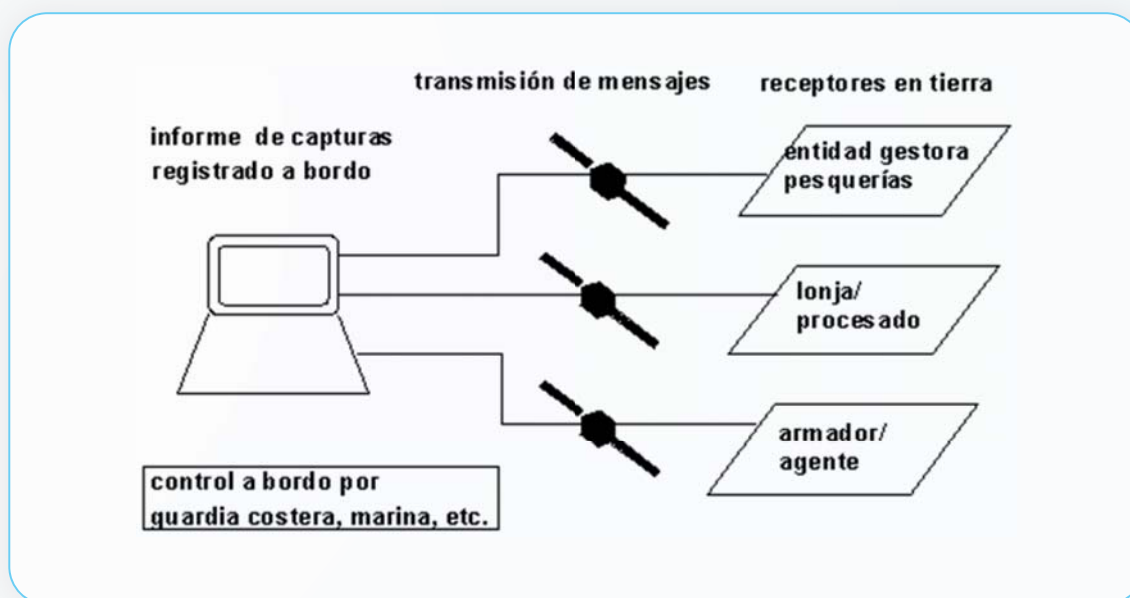 transmisión de mensajes
receptores en tierra
informe de capturas
registrado a bordo
entidad gestora
pesquerías
lonja/
procesado
armador/
agente
control a bordo por
guardia costera, marina, etc.